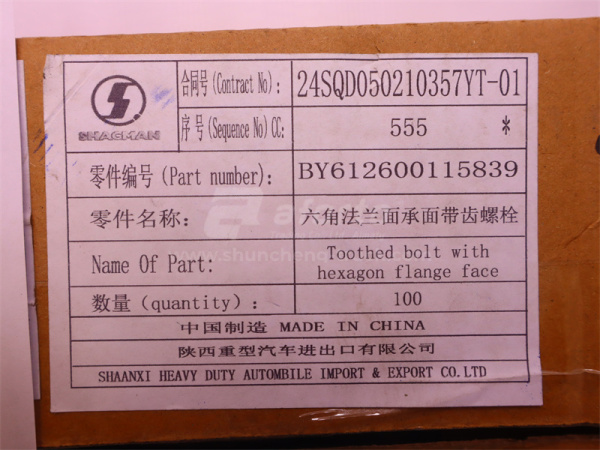 SHACMAN
合同号(Contract No): 24SQD050210357YT-01
序号(Sequence No)CC: 555 *
零件编号(Part number): BY612600115839
零件名称: 六角法兰面承面带齿螺栓
Name Of Part: Toothed bolt with
hexagon flange face
数量(quantity): 100
中国制造 MADE IN CHINA
陕西重型汽车进出口有限公司
SHAANXI HEAVY DUTY AUTOMBILE IMPORT & EXPORT CO.LTD